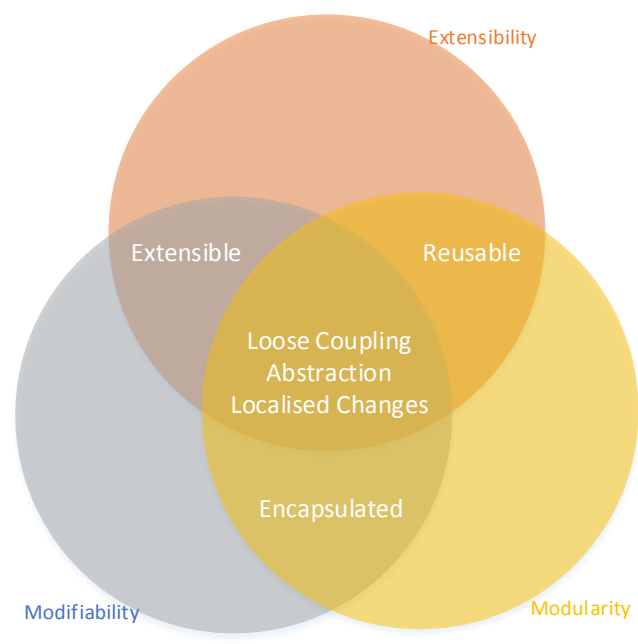 Extensibility
Extensible
Reusable
Loose Coupling
Abstraction
Localised Changes
Encapsulated
Modifiability
Modularity